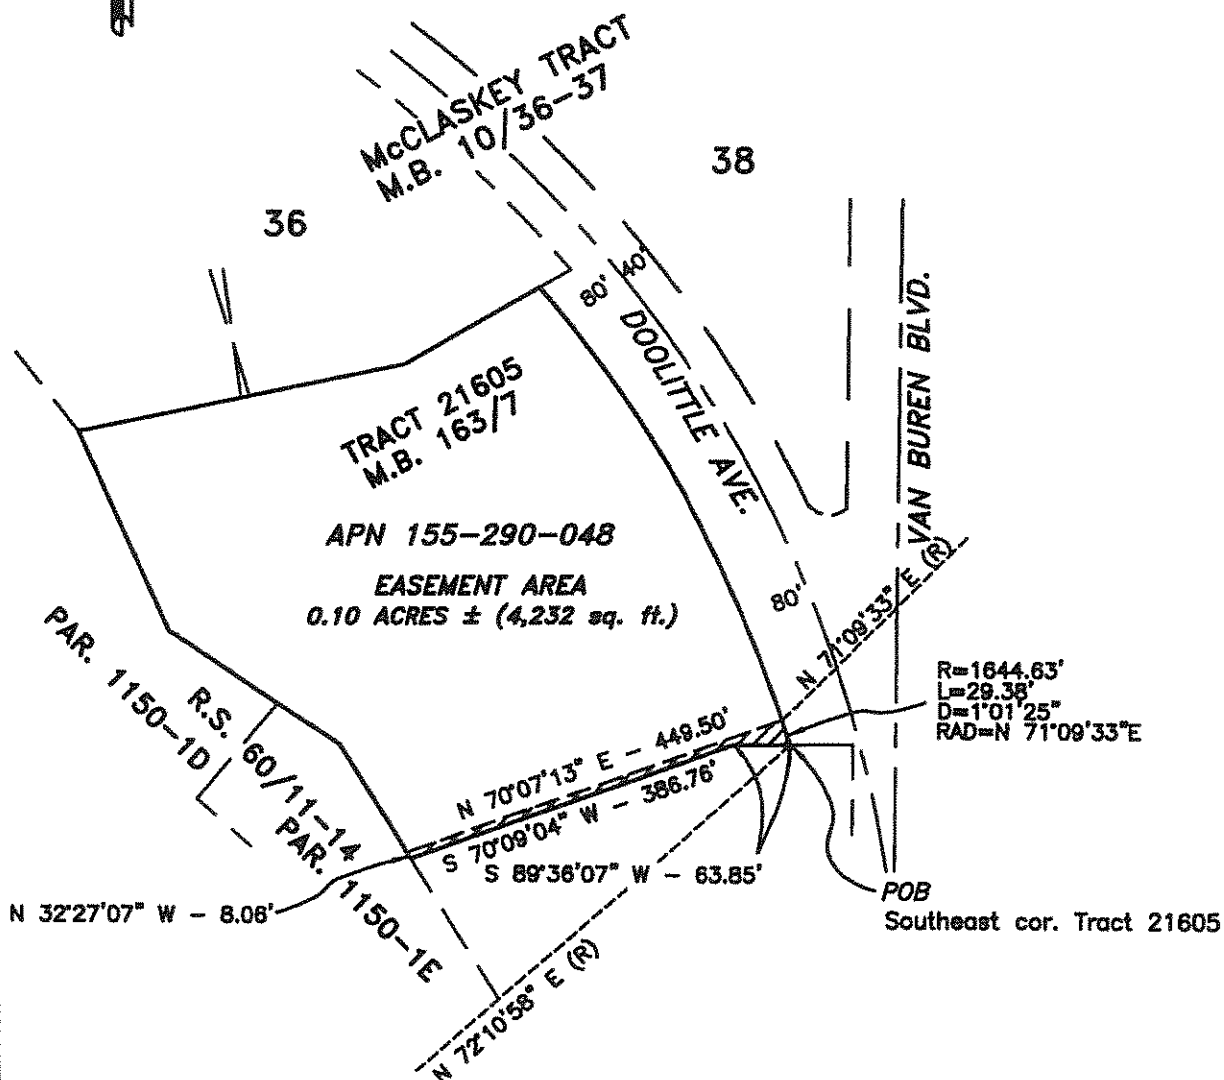 McCLASKEY TRACT
M.B. 10/36-37
38
36
40'
80'
DOOLITTLE AVE.
VAN BUREN BLVD.
TRACT 21605
M.B. 163/7
APN 155-290-048
EASEMENT AREA
0.10 ACRES ± (4,232 sq. ft.)
80'
N 71°09'33" E (R)
R=1644.63'
L=29.38'
D=1°01'25"
RAD=N 71°09'33"E
PAR. 1150-1D
R.S. 60/11-14
PAR. 1150-1E
N 70°07'13" E - 449.50'
S 70°09'04" W - 386.76'
S 89°36'07" W - 63.85'
N 32°27'07" W - 8.06'
POB
Southeast cor. Tract 21605
N 72°10'58" E (R)